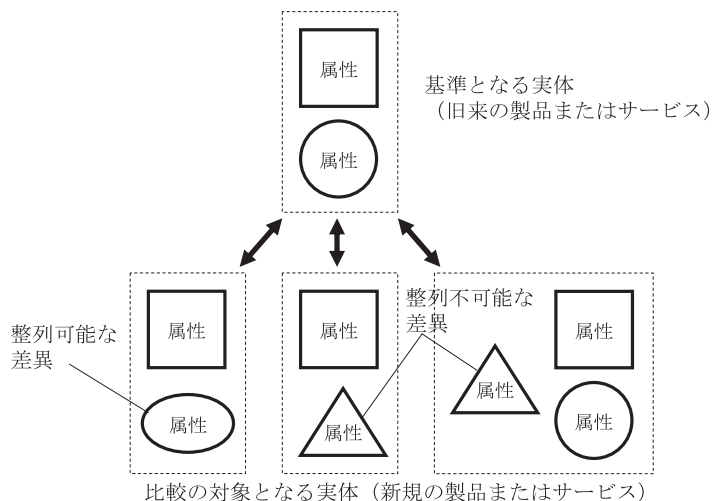 属性
属性
基準となる実体
（旧来の製品またはサービス）
整列可能な
差異
属性
属性
属性
属性
整列不可能な
差異
属性
属性
属性
比較の対象となる実体（新規の製品またはサービス）